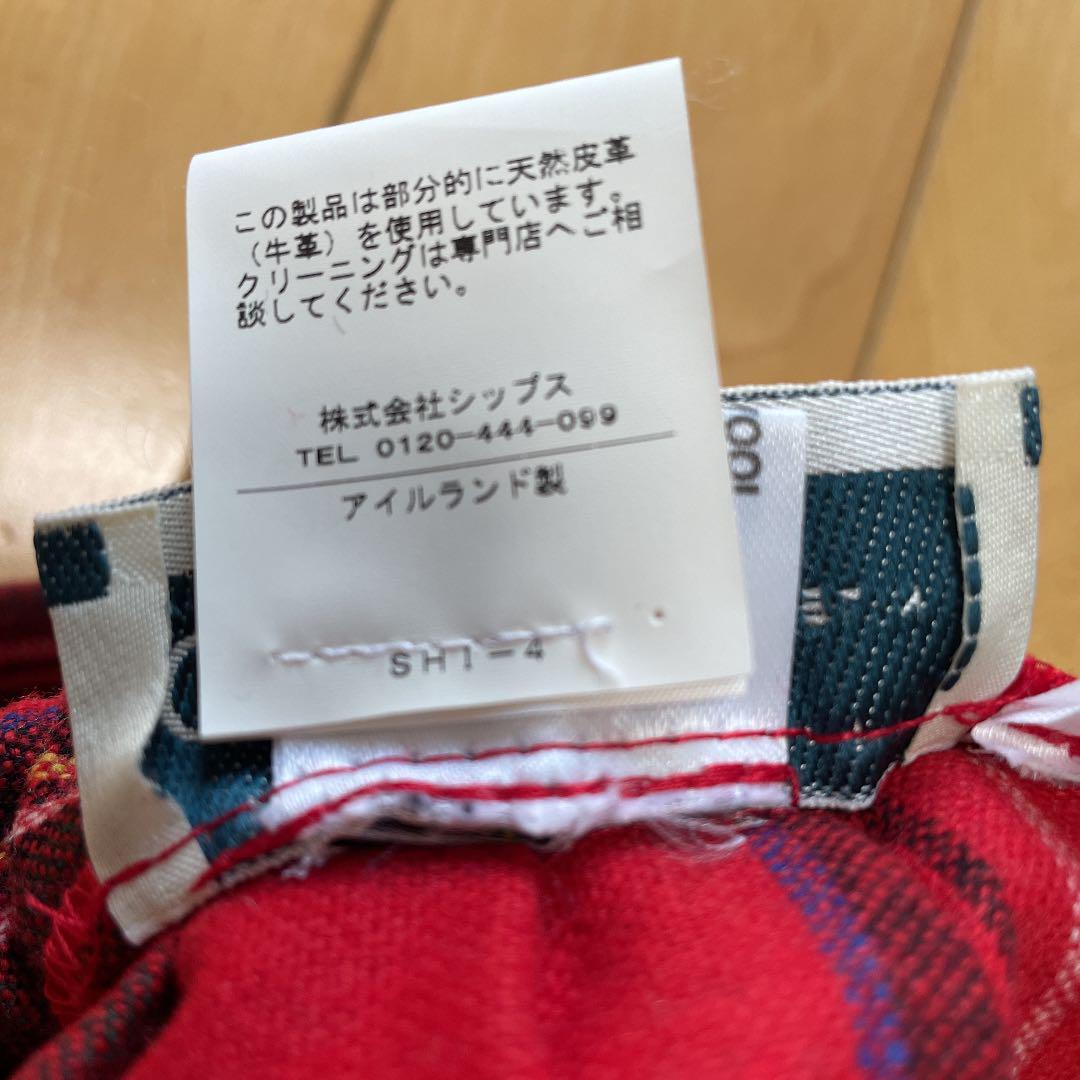 この製品は部分的に天然皮革
（牛革）を使用しています。
クリーニングは専門店へご相
談してください。
株式会社シップス
TEL 0120-444-099
アイルランド製
SHI-4
100%